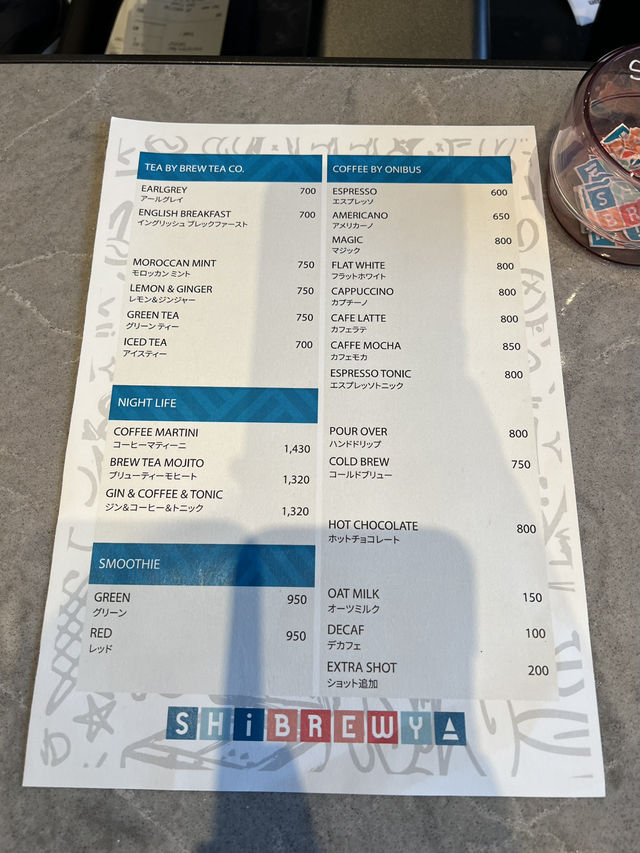 TEA BY BREW TEA CO.
EARLGREY 700
アールグレイ
ENGLISH BREAKFAST 700
イングリッシュ ブレックファースト
MOROCCAN MINT 750
モロッカン ミント
LEMON & GINGER 750
レモン&ジンジャー
GREEN TEA 750
グリーン ティー
ICED TEA 700
アイスティー
NIGHT LIFE
COFFEE MARTINI
コーヒーマティーニ 1,430
BREW TEA MOJITO
ブリューティーモヒート 1,320
GIN & COFFEE & TONIC
ジン&コーヒー&トニック 1,320
SMOOTHIE
GREEN 950
グリーン
RED 950
レッド
COFFEE BY ONIBUS
ESPRESSO 600
エスプレッソ
AMERICANO 650
アメリカーノ
MAGIC 800
マジック
FLAT WHITE 800
フラットホワイト
CAPPUCCINO 800
カプチーノ
CAFE LATTE 800
カフェラテ
CAFFE MOCHA 850
カフェモカ
ESPRESSO TONIC 800
エスプレッソトニック
POUR OVER 800
ハンドドリップ
COLD BREW 750
コールドブリュー
HOT CHOCOLATE 800
ホットチョコレート
OAT MILK 150
オーツミルク
DECAF 100
デカフェ
EXTRA SHOT 200
ショット追加
SHiBREWYA